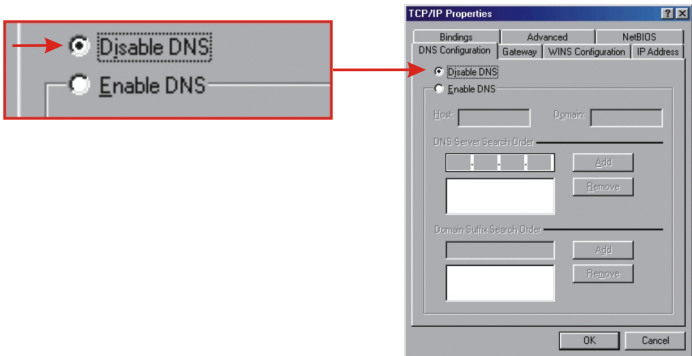 Disable DNS
Enable DNS
TCP/IP Properties
Bindings Advanced NetBIOS
DNS Configuration Gateway WINS Configuration IP Address
Disable DNS
Enable DNS
Host: Domain:
DNS Server Search Order
Add
Remove
Domain Suffix Search Order
Add
Remove
OK Cancel